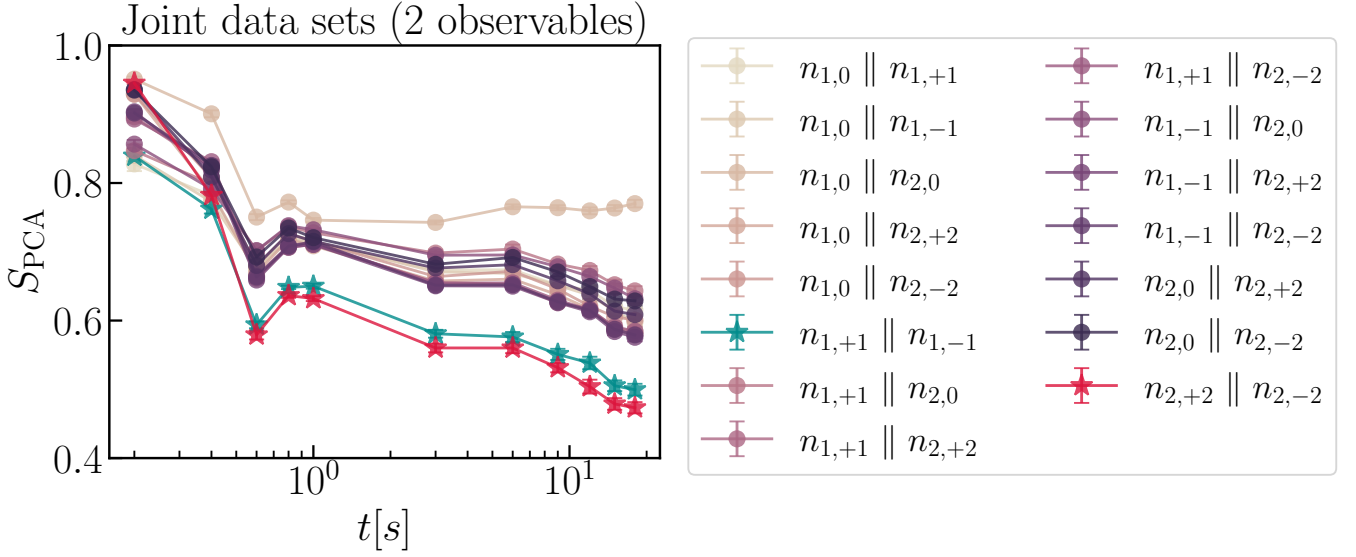 Joint data sets (2 observables)
1.0
0.8
0.6
0.4
S_PCA
10^0
10^1
t[s]
n_{1,0} ∥ n_{1,+1}
n_{1,0} ∥ n_{1,−1}
n_{1,0} ∥ n_{2,0}
n_{1,0} ∥ n_{2,+2}
n_{1,0} ∥ n_{2,−2}
n_{1,+1} ∥ n_{1,−1}
n_{1,+1} ∥ n_{2,0}
n_{1,+1} ∥ n_{2,+2}
n_{1,+1} ∥ n_{2,−2}
n_{1,−1} ∥ n_{2,0}
n_{1,−1} ∥ n_{2,+2}
n_{1,−1} ∥ n_{2,−2}
n_{2,0} ∥ n_{2,+2}
n_{2,0} ∥ n_{2,−2}
n_{2,+2} ∥ n_{2,−2}